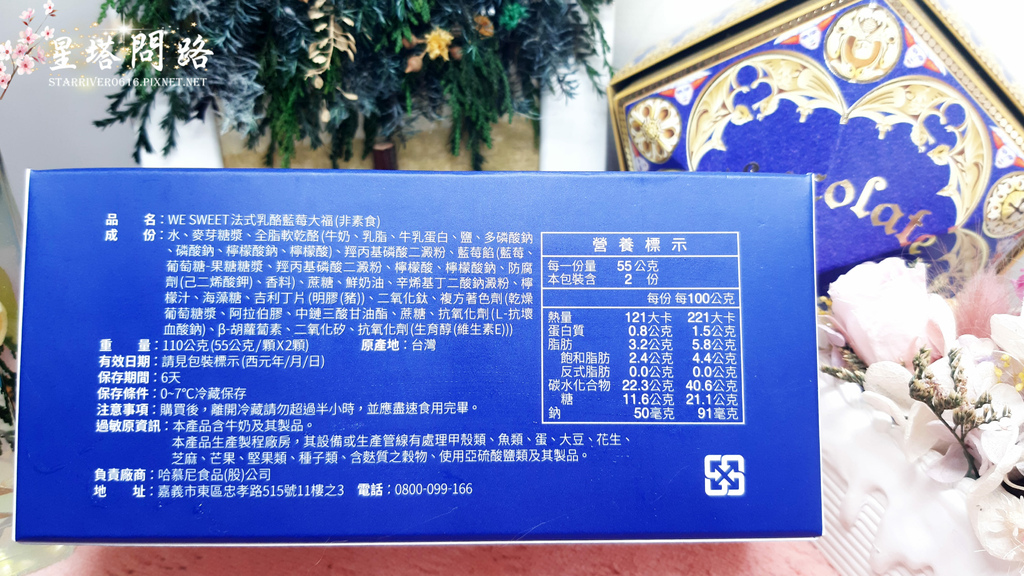 星塔問路
STARRIVER0616.PIXNET.NET
olate
品 名：WE SWEET法式乳酪藍莓大福(非素食)
成 份：水、麥芽糖漿、全脂軟乾酪(牛奶、乳脂、牛乳蛋白、鹽、多磷酸鈉
、磷酸鈉、檸檬酸鈉、檸檬酸)、羥丙基磷酸二澱粉、藍莓餡(藍莓、
葡萄糖-果糖糖漿、羥丙基磷酸二澱粉、檸檬酸、檸檬酸鈉、防腐
劑(己二烯酸鉀)、香料)、蔗糖、鮮奶油、辛烯基丁二酸鈉澱粉、檸
檬汁、海藻糖、吉利丁片(明膠(豬))、二氧化鈦、複方著色劑(乾燥
葡萄糖漿、阿拉伯膠、中鏈三酸甘油酯、蔗糖、抗氧化劑(L-抗壞
血酸鈉)、β-胡蘿蔔素、二氧化矽、抗氧化劑(生育醇(維生素E)))
重 量：110公克(55公克/顆X2顆) 原產地：台灣
有效日期：請見包裝標示(西元年/月/日)
保存期間：6天
保存條件：0~7℃冷藏保存
注意事項：購買後，離開冷藏請勿超過半小時，並應盡速食用完畢。
過敏原資訊：本產品含牛奶及其製品。
本產品生產製程廠房，其設備或生產管線有處理甲殼類、魚類、蛋、大豆、花生、
芝麻、芒果、堅果類、種子類、含麩質之穀物、使用亞硫酸鹽類及其製品。
負責廠商：哈慕尼食品(股)公司
地 址：嘉義市東區忠孝路515號11樓之3 電話：0800-099-166
營養標示
每一份量 55公克
本包裝含 2 份
每份 每100公克
熱量 121大卡 221大卡
蛋白質 0.8公克 1.5公克
脂肪 3.2公克 5.8公克
飽和脂肪 2.4公克 4.4公克
反式脂肪 0.0公克 0.0公克
碳水化合物 22.3公克 40.6公克
糖 11.6公克 21.1公克
鈉 50毫克 91毫克